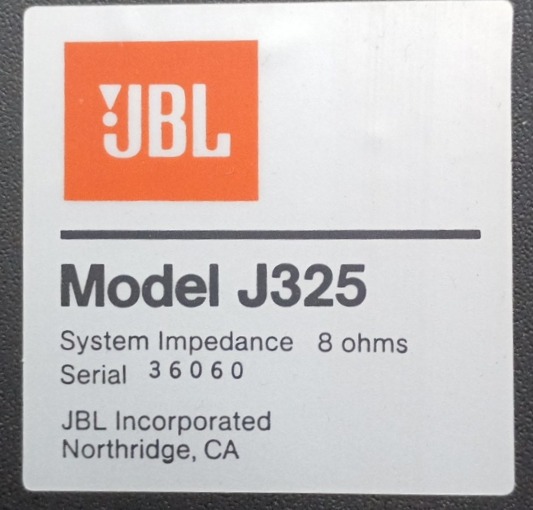 JBL
Model J325
System Impedance 8 ohms
Serial 36060
JBL Incorporated
Northridge, CA